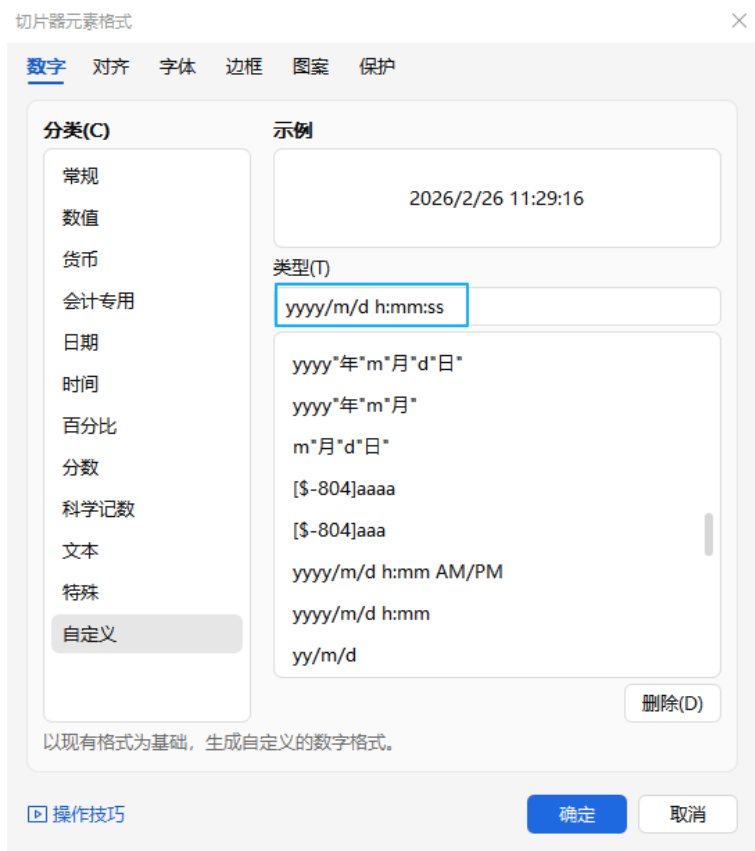 切片器元素格式
数字 对齐 字体 边框 图案 保护
分类(C)
常规
数值
货币
会计专用
日期
时间
百分比
分数
科学记数
文本
特殊
自定义
示例
2026/2/26 11:29:16
类型(T)
yyyy/m/d h:mm:ss
yyyy"年"m"月"d"日"
yyyy"年"m"月"
m"月"d"日"
[$-804]aaaa
[$-804]aaa
yyyy/m/d h:mm AM/PM
yyyy/m/d h:mm
yy/m/d
删除(D)
以现有格式为基础，生成自定义的数字格式。
操作技巧
确定 取消